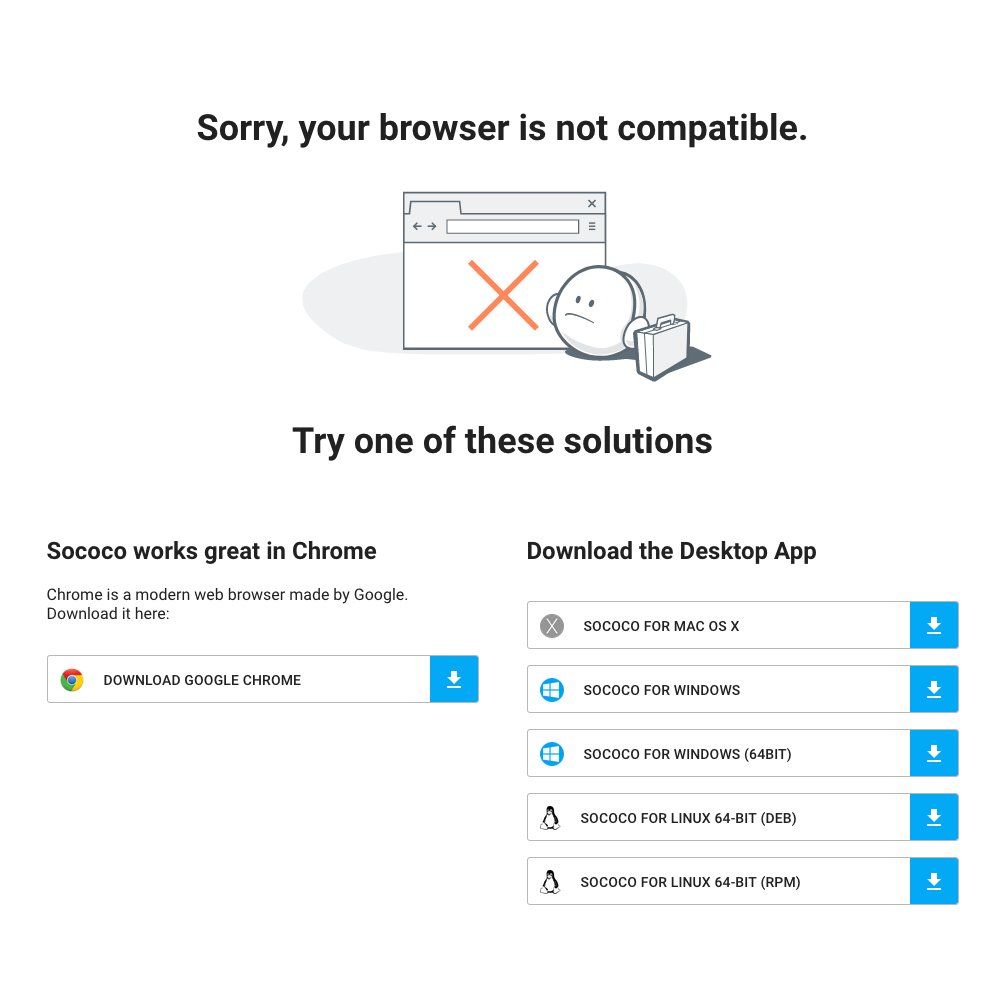 Sorry, your browser is not compatible.
Try one of these solutions
Sococo works great in Chrome
Chrome is a modern web browser made by Google.
Download it here:
DOWNLOAD GOOGLE CHROME
Download the Desktop App
SOCOCO FOR MAC OS X
SOCOCO FOR WINDOWS
SOCOCO FOR WINDOWS (64BIT)
SOCOCO FOR LINUX 64-BIT (DEB)
SOCOCO FOR LINUX 64-BIT (RPM)